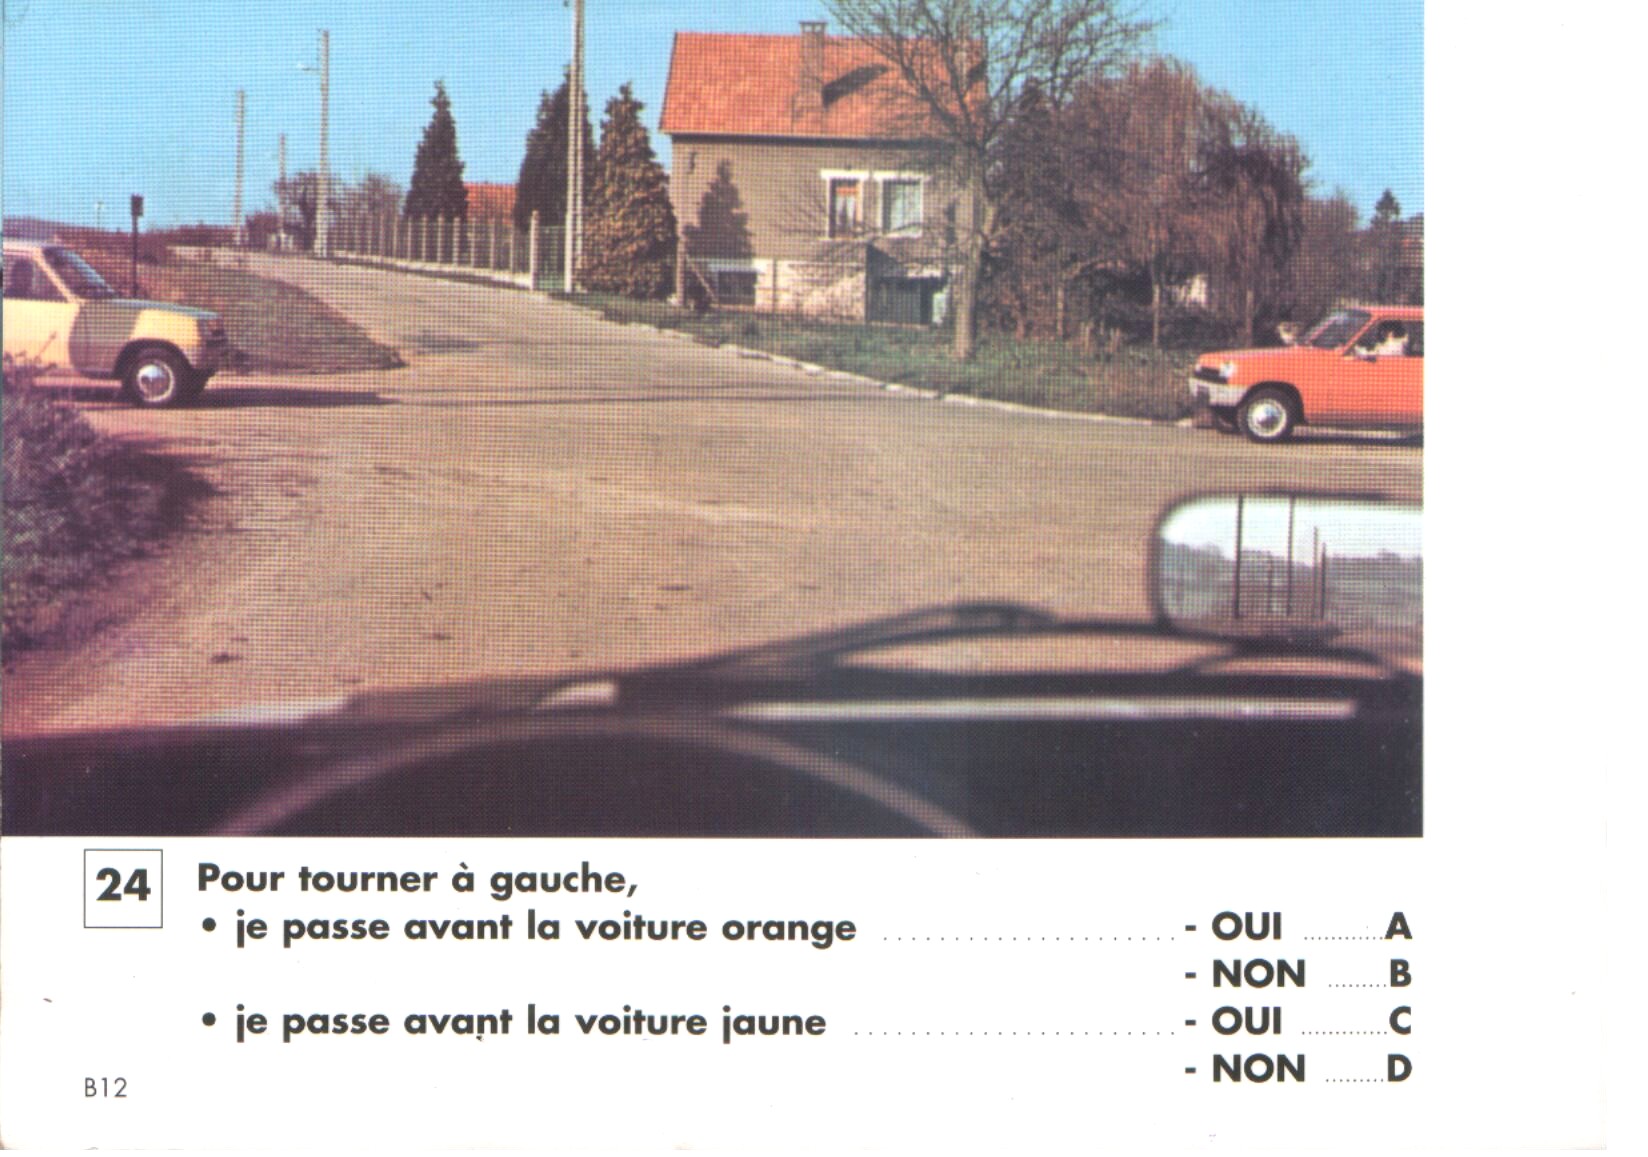 24 Pour tourner à gauche,
• je passe avant la voiture orange .................... - OUI ..........A
- NON ........B
• je passe avant la voiture jaune .................... - OUI ..........C
- NON ........D
B12